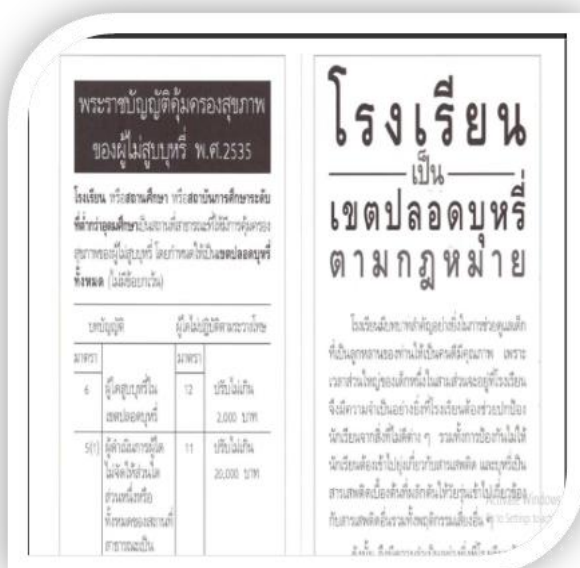 พระราชบัญญัติคุ้มครองสุขภาพ
ของผู้ไม่สูบบุหรี่ พ.ศ.2535
โรงเรียน หรือสถานศึกษา หรือสถาบันการศึกษาระดับ
ที่ต่ำกว่าอุดมศึกษาเป็นสถานที่สาธารณะที่ให้มีการคุ้มครอง
สุขภาพของผู้ไม่สูบบุหรี่ โดยกำหนดให้เป็นเขตปลอดบุหรี่
ทั้งหมด (ไม่มีข้อยกเว้น)
บทบัญญัติ ผู้ใดไม่ปฏิบัติตามระวางโทษ
มาตรา มาตรา
6 ผู้ใดสูบบุหรี่ใน 12 ปรับไม่เกิน
เขตปลอดบุหรี่ 2,000 บาท
5(1) ผู้ดำเนินการผู้ใด 11 ปรับไม่เกิน
ไม่จัดให้ส่วนใด 20,000 บาท
ส่วนหนึ่งหรือ
ทั้งหมดของสถานที่
สาธารณะเป็น
โรงเรียน
เป็น
เขตปลอดบุหรี่
ตามกฎหมาย
โรงเรียนมีบทบาทสำคัญอย่างยิ่งในการช่วยดูแลเด็ก
ที่เป็นลูกหลานของท่านให้เป็นคนดีมีคุณภาพ เพราะ
เวลาส่วนใหญ่ของเด็กหนึ่งในสามส่วนจะอยู่ที่โรงเรียน
จึงมีความจำเป็นอย่างยิ่งที่โรงเรียนต้องช่วยปกป้อง
นักเรียนจากสิ่งที่ไม่ดีต่าง ๆ รวมทั้งการป้องกันไม่ให้
นักเรียนต้องเข้าไปยุ่งเกี่ยวกับสารเสพติด และบุหรี่เป็น
สารเสพติดเบื้องต้นที่ผลักดันให้วัยรุ่นเข้าไปเกี่ยวข้อง
กับสารเสพติดอื่นรวมทั้งพฤติกรรมเสี่ยงอื่น ๆ
Activate Windows
Go to Settings to